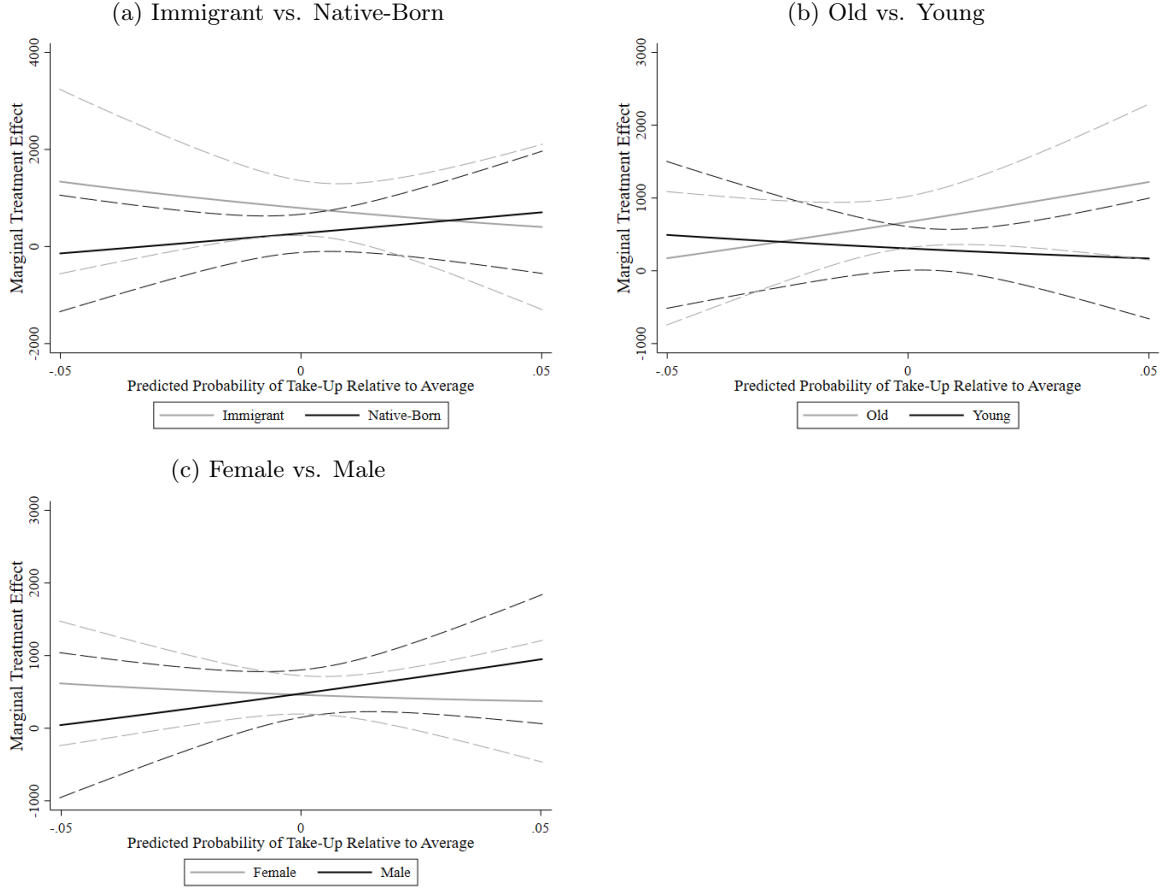 (a) Immigrant vs. Native-Born
Marginal Treatment Effect
4000
2000
0
-2000
-.05
0
.05
Predicted Probability of Take-Up Relative to Average
Immigrant
Native-Born
(b) Old vs. Young
Marginal Treatment Effect
3000
2000
1000
0
-1000
-.05
0
.05
Predicted Probability of Take-Up Relative to Average
Old
Young
(c) Female vs. Male
Marginal Treatment Effect
3000
2000
1000
0
-1000
-.05
0
.05
Predicted Probability of Take-Up Relative to Average
Female
Male